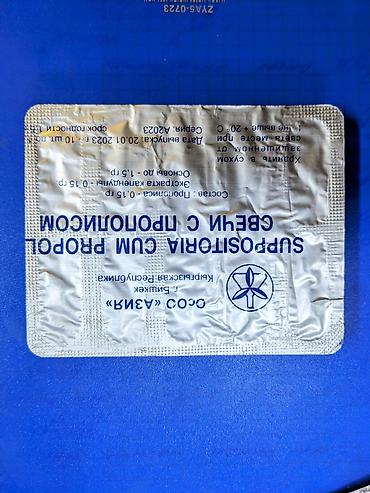 ОсОО «АЗИЯ»
г. Бишкек
Кыргызская Республика
SUPPOSITORIA CUM PROPOL
СВЕЧИ С ПРОПОЛИСОМ
Состав: Прополиса - 0,15 гр
Экстракта календулы - 0,15 гр
Основы до - 1,5 гр
Хранить в сухом
защищенном от
света месте при
t не выше + 20°С
Дата выпуска: 20.01.2023 г - 10 шт.
Серия: А2023 срок годности
ZYA5-0723